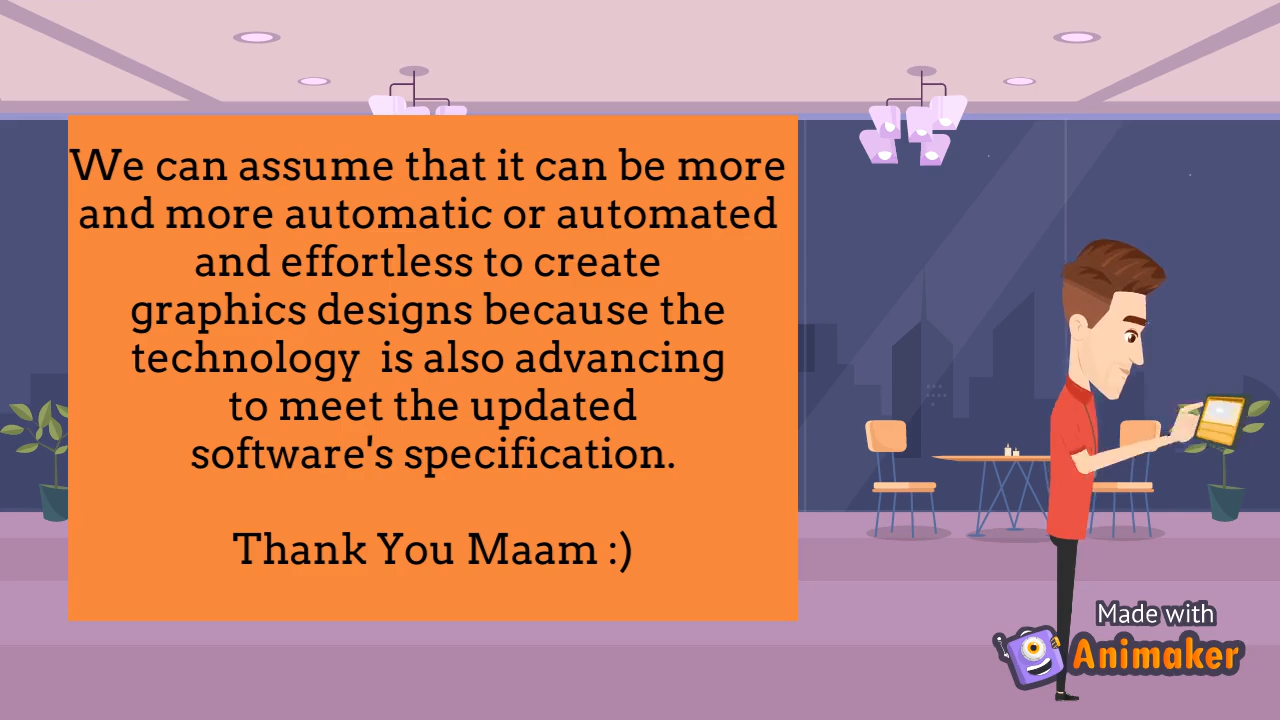 We can assume that it can be more
and more automatic or automated
and effortless to create
graphics designs because the
technology  is also advancing
to meet the updated
software's specification.
Thank You Maam :)
Made with
Animaker